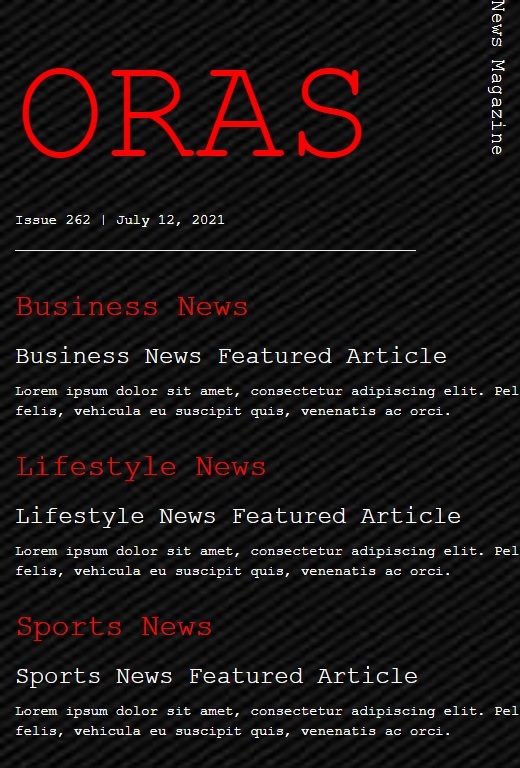 News Magazine
ORAS
Issue 262 | July 12, 2021
Business News
Business News Featured Article
Lorem ipsum dolor sit amet, consectetur adipiscing elit. Pel
felis, vehicula eu suscipit quis, venenatis ac orci.
Lifestyle News
Lifestyle News Featured Article
Lorem ipsum dolor sit amet, consectetur adipiscing elit. Pel
felis, vehicula eu suscipit quis, venenatis ac orci.
Sports News
Sports News Featured Article
Lorem ipsum dolor sit amet, consectetur adipiscing elit. Pel
felis, vehicula eu suscipit quis, venenatis ac orci.